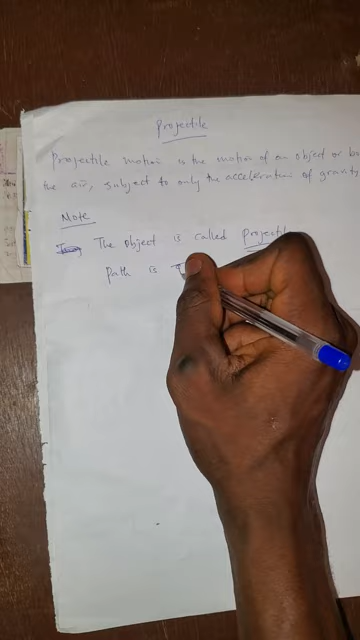 Projectile
Projectile motion is the motion of an object or
the air, subject to only the acceleration of gravity
Note
The object is called Projectil
Path is